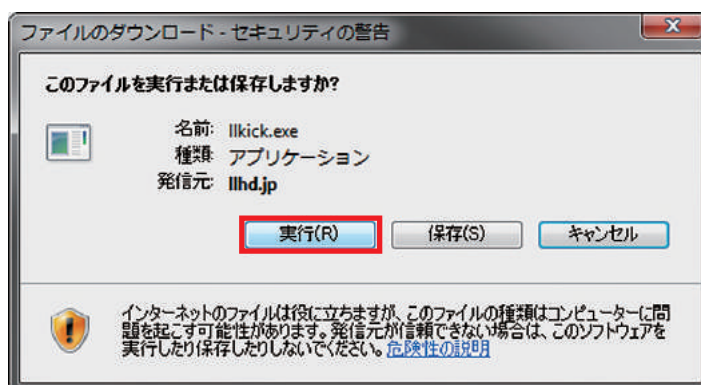 ファイルのダウンロード - セキュリティの警告
このファイルを実行または保存しますか?
名前: llkick.exe
種類: アプリケーション
発信元: llhd.jp
実行(R) 保存(S) キャンセル
インターネットのファイルは役に立ちますが、このファイルの種類はコンピューターに問
題を起こす可能性があります。発信元が信頼できない場合は、このソフトウェアを
実行したり保存したりしないでください。危険性の説明